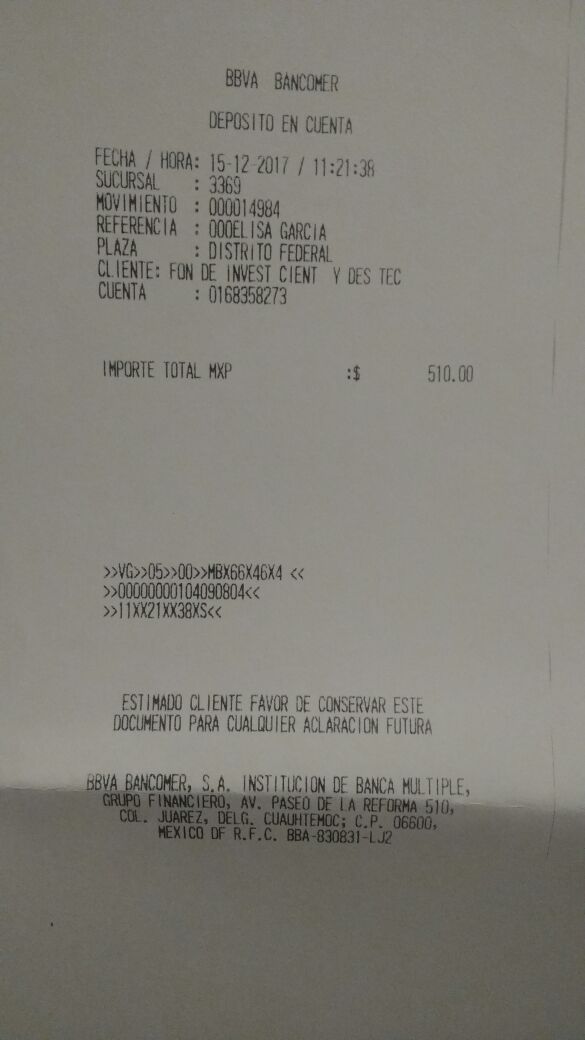 BBVA BANCOMER
DEPOSITO EN CUENTA
FECHA / HORA: 15-12-2017 / 11:21:38
SUCURSAL : 3369
MOVIMIENTO : 000014984
REFERENCIA : 000ELISA GARCIA
PLAZA : DISTRITO FEDERAL
CLIENTE: FON DE INVEST CIENT Y DES TEC
CUENTA : 0168358273
IMPORTE TOTAL MXP :$ 510.00
>>VG>>05>>00>>MBX66X46X4 <<
>>00000000104090804<<
>>11XX21XX38XS<<
ESTIMADO CLIENTE FAVOR DE CONSERVAR ESTE
DOCUMENTO PARA CUALQUIER ACLARACION FUTURA
BBVA BANCOMER, S.A. INSTITUCION DE BANCA MULTIPLE,
GRUPO FINANCIERO, AV. PASEO DE LA REFORMA 510,
COL. JUAREZ, DELG. CUAUHTEMOC; C.P. 06600,
MEXICO DF R.F.C. BBA-830831-LJ2